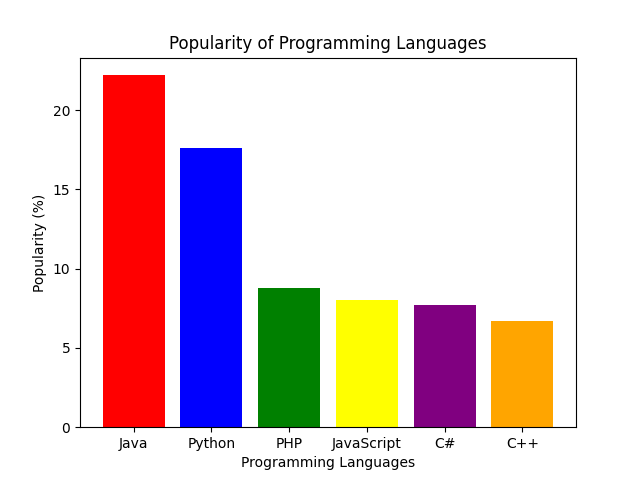 Popularity of Programming Languages
Popularity (%)
20
15
10
5
0
Java Python PHP JavaScript C# C++
Programming Languages